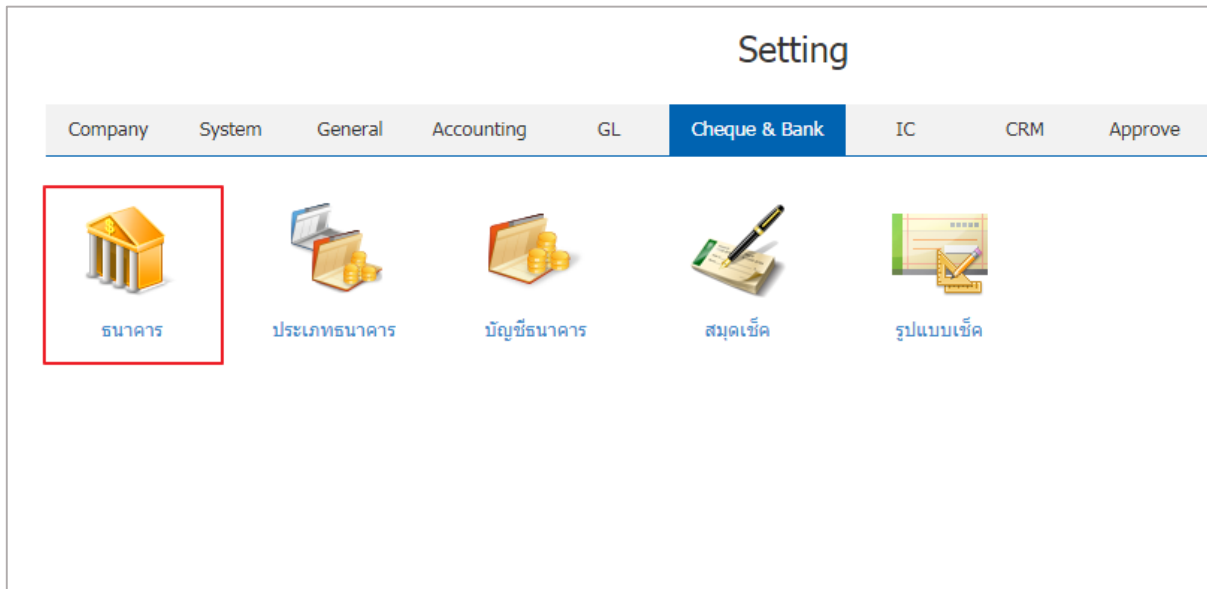 Setting
Company System General Accounting GL Cheque & Bank IC CRM Approve
ธนาคาร ประเภทธนาคาร บัญชีธนาคาร สมุดเช็ค รูปแบบเช็ค